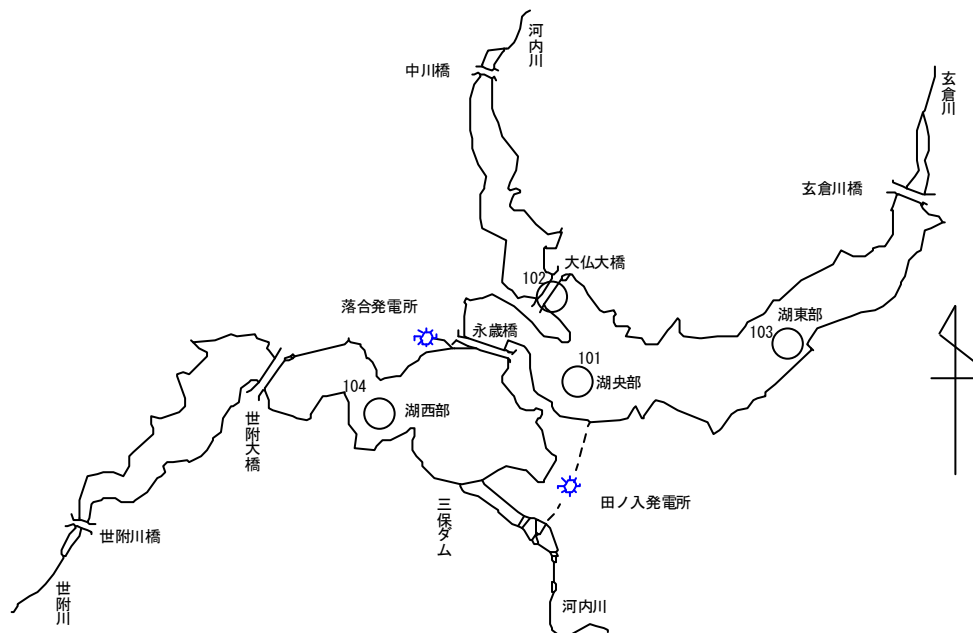 河内川
中川橋
玄倉川
玄倉川橋
大仏大橋
102
落合発電所
永歳橋
湖東部
103
101
湖央部
104
湖西部
世附大橋
田ノ入発電所
三保ダム
世附川橋
世附川
河内川